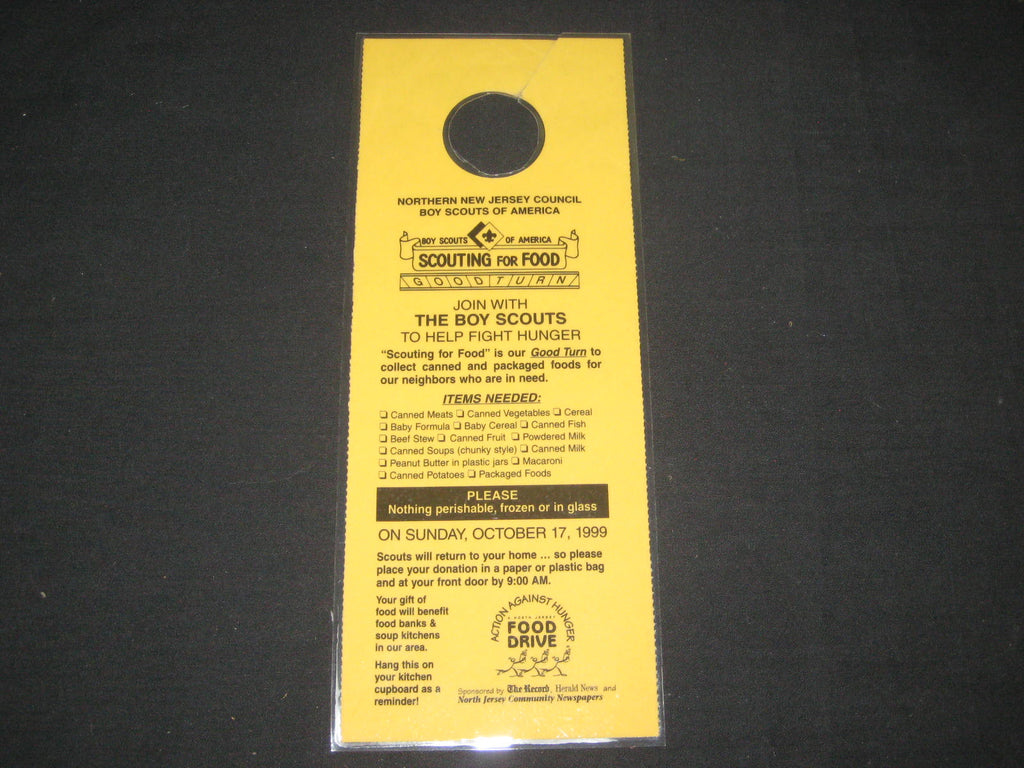 NORTHERN NEW JERSEY COUNCIL
BOY SCOUTS OF AMERICA
BOY SCOUTS OF AMERICA
SCOUTING FOR FOOD
GOOD TURN
JOIN WITH
THE BOY SCOUTS
TO HELP FIGHT HUNGER
"Scouting for Food" is our Good Turn to
collect canned and packaged foods for
our neighbors who are in need.
ITEMS NEEDED:
❏ Canned Meats ❏ Canned Vegetables ❏ Cereal
❏ Baby Formula ❏ Baby Cereal ❏ Canned Fish
❏ Beef Stew ❏ Canned Fruit ❏ Powdered Milk
❏ Canned Soups (chunky style) ❏ Canned Milk
❏ Peanut Butter in plastic jars ❏ Macaroni
❏ Canned Potatoes ❏ Packaged Foods
PLEASE
Nothing perishable, frozen or in glass
ON SUNDAY, OCTOBER 17, 1999
Scouts will return to your home ... so please
place your donation in a paper or plastic bag
and at your front door by 9:00 AM.
Your gift of
food will benefit
food banks &
soup kitchens
in our area.
Hang this on
your kitchen
cupboard as a
reminder!
ACTION AGAINST HUNGER
A NORTH JERSEY
FOOD
DRIVE
Sponsored by The Record, Herald News and
North Jersey Community Newspapers